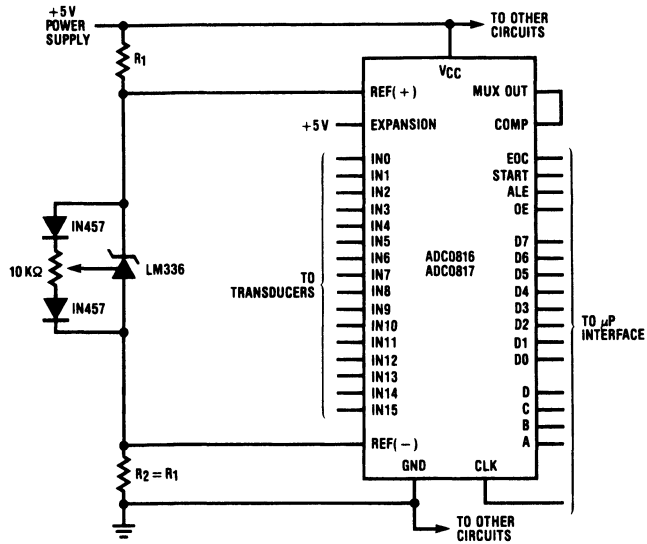 +5V
POWER
SUPPLY
TO OTHER
CIRCUITS
R1
VCC
REF(+)
MUX OUT
+5V
EXPANSION
COMP
IN0
EOC
IN1
START
IN2
ALE
IN3
OE
IN4
IN5
D7
IN6
D6
IN7
D5
IN8
D4
IN9
D3
IN10
D2
IN11
D1
IN12
D0
IN13
IN14
D
IN15
C
B
REF(−)
A
GND
CLK
ADC0816
ADC0817
TO
TRANSDUCERS
TO μP
INTERFACE
IN457
10 KΩ
LM336
IN457
R2 = R1
TO OTHER
CIRCUITS